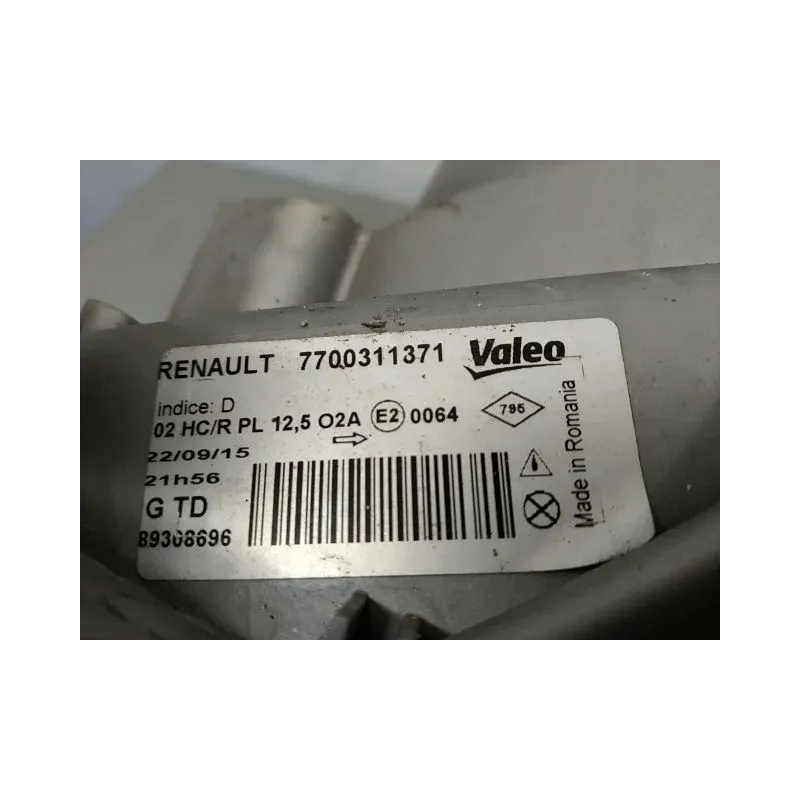 RENAULT 7700311371 Valeo
indice: D
02 HC/R PL 12,5 O2A E2 0064 795
22/09/15
21h56
G TD
89368696
Made in Romania